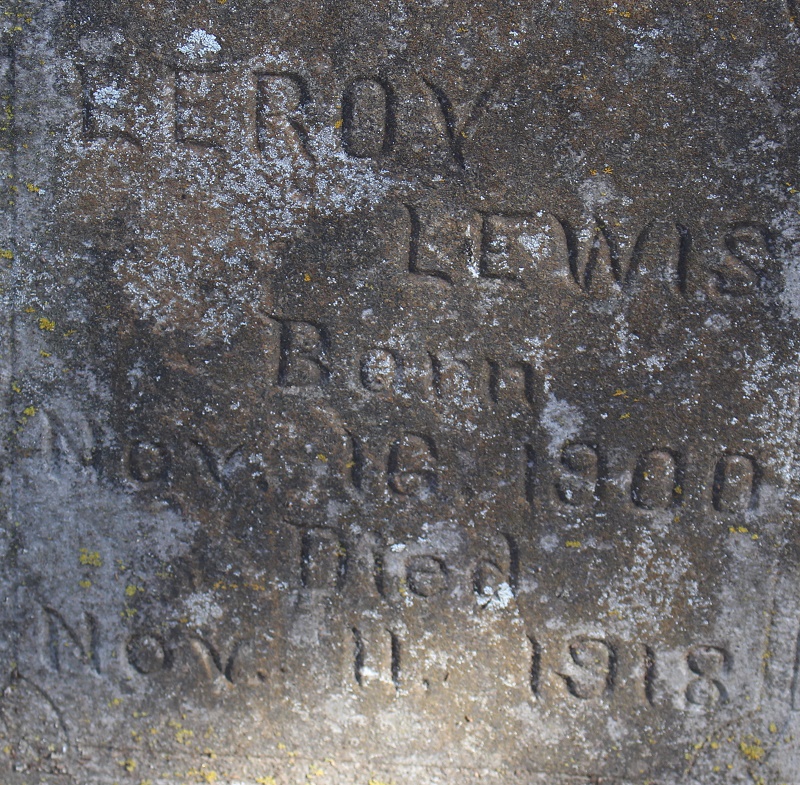 LEROY
LEWIS
Born
Nov. 16 1900
Died
Nov. 11. 1918